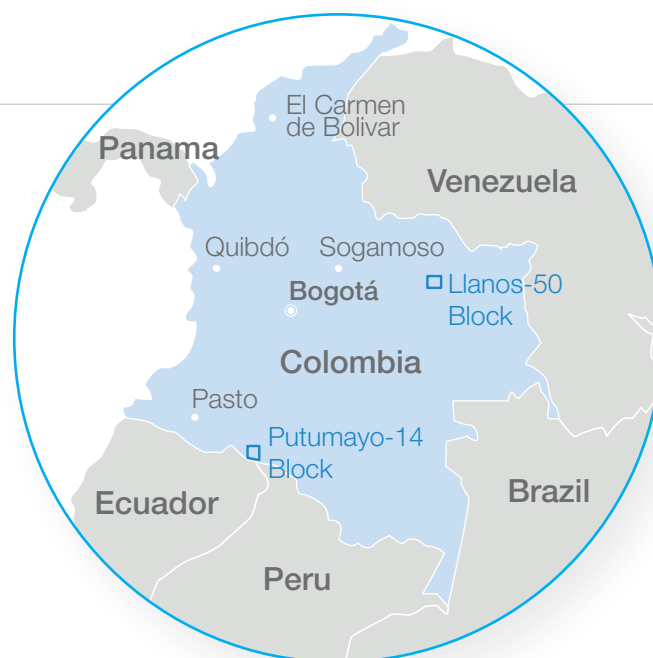 El Carmen
de Bolivar
Panama
Venezuela
Quibdó
Sogamoso
Bogotá
Llanos-50
Block
Colombia
Pasto
Putumayo-14
Block
Ecuador
Brazil
Peru